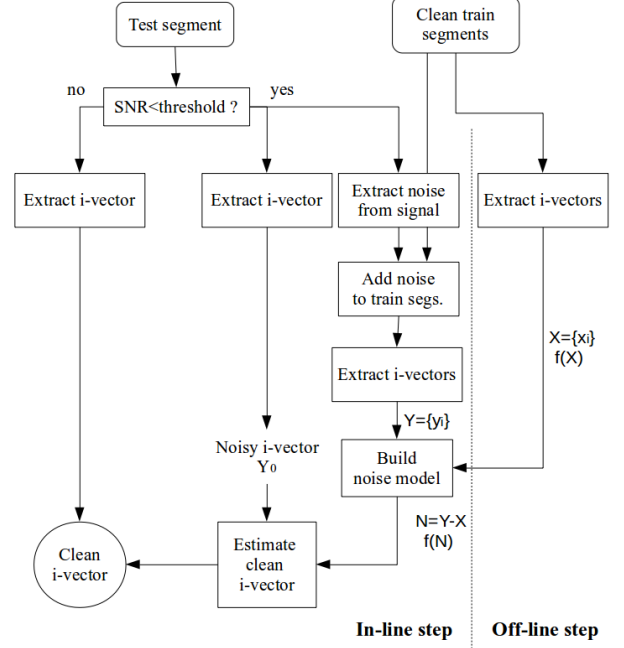 Test segment
Clean train
segments
no
yes
SNR<threshold ?
Extract i-vector
Extract i-vector
Extract noise
from signal
Extract i-vectors
Add noise
to train segs.
X={xi}
f(X)
Extract i-vectors
Y={yi}
Noisy i-vector
Y0
Build
noise model
N=Y-X
f(N)
Clean
i-vector
Estimate
clean
i-vector
In-line step
Off-line step